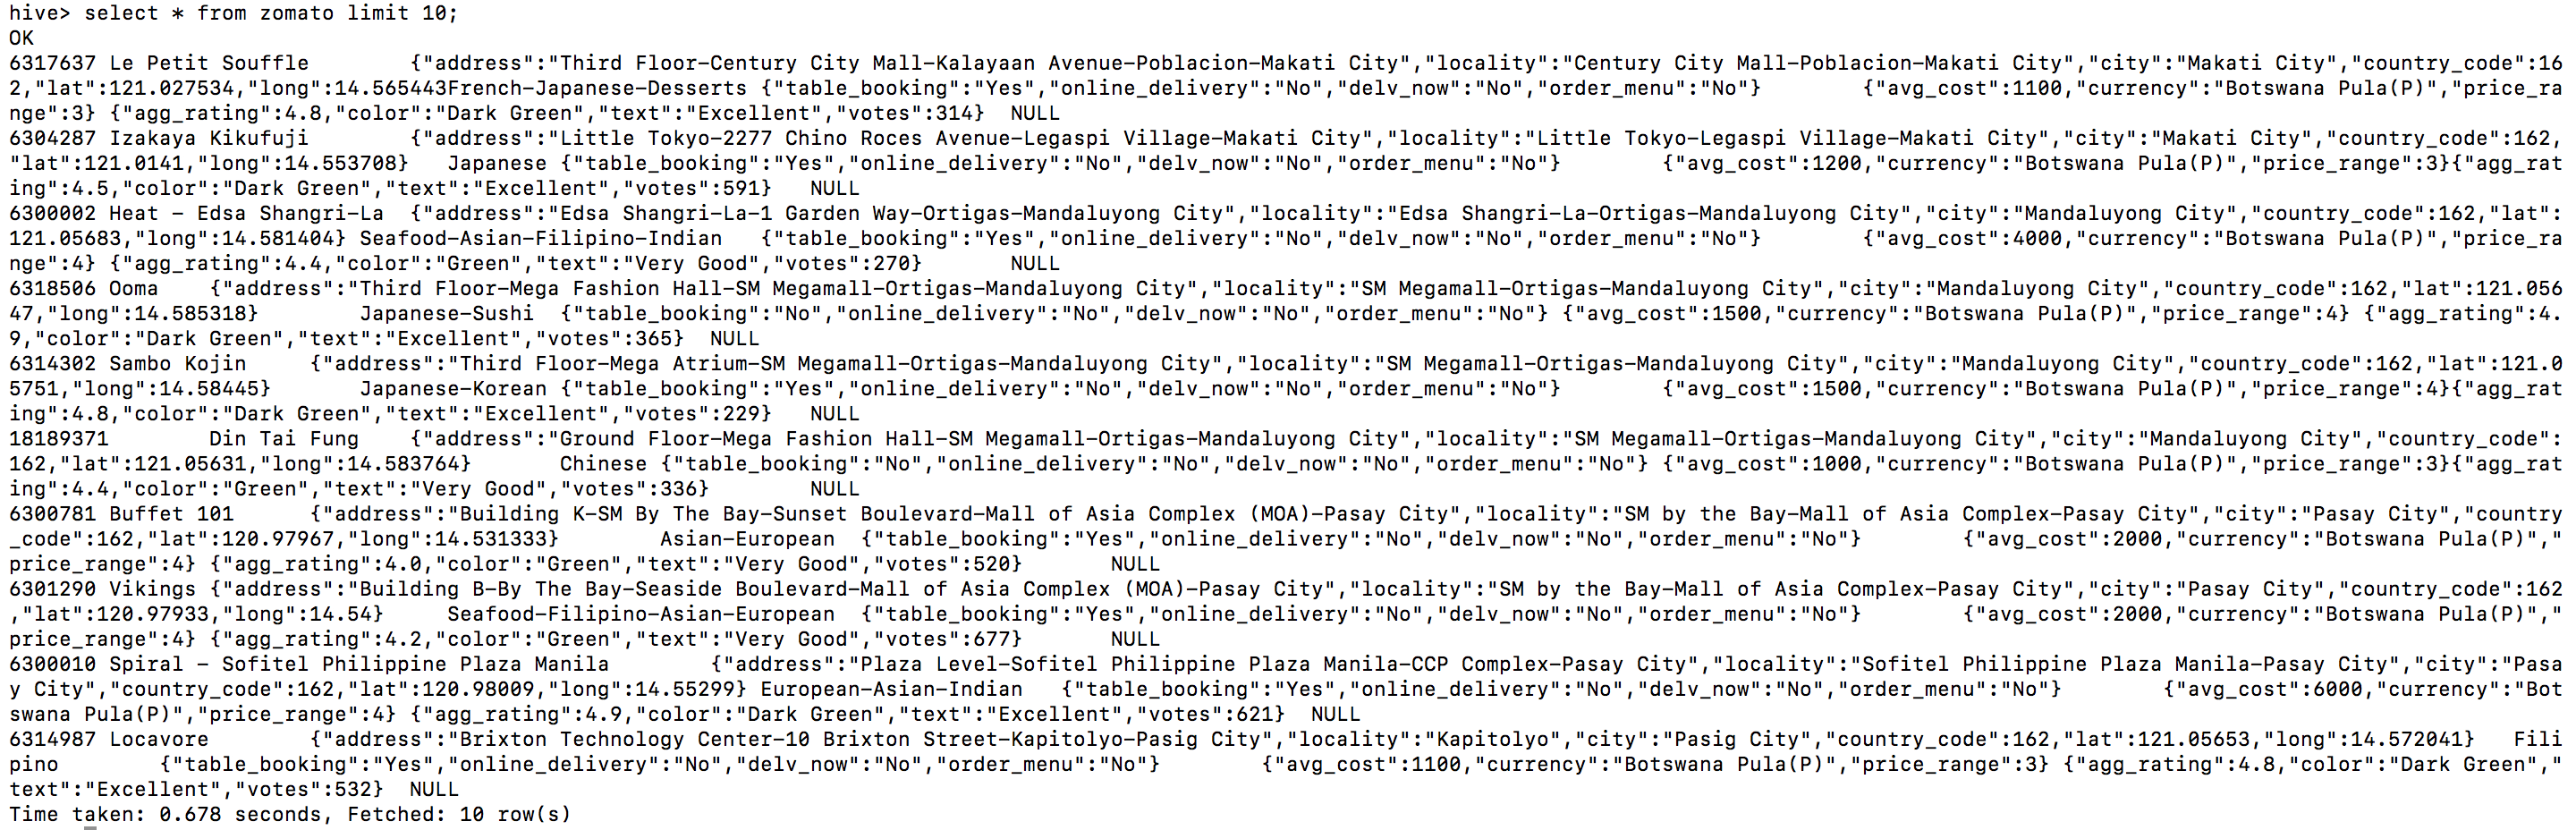 hive> select * from zomato limit 10;
OK
6317637 Le Petit Souffle        {"address":"Third Floor-Century City Mall-Kalayaan Avenue-Poblacion-Makati City","locality":"Century City Mall-Poblacion-Makati City","city":"Makati City","country_code":16
2,"lat":121.027534,"long":14.565443French-Japanese-Desserts {"table_booking":"Yes","online_delivery":"No","delv_now":"No","order_menu":"No"}        {"avg_cost":1100,"currency":"Botswana Pula(P)","price_ra
nge":3} {"agg_rating":4.8,"color":"Dark Green","text":"Excellent","votes":314}  NULL
6304287 Izakaya Kikufuji        {"address":"Little Tokyo-2277 Chino Roces Avenue-Legaspi Village-Makati City","locality":"Little Tokyo-Legaspi Village-Makati City","city":"Makati City","country_code":162,
"lat":121.0141,"long":14.553708}   Japanese {"table_booking":"Yes","online_delivery":"No","delv_now":"No","order_menu":"No"}        {"avg_cost":1200,"currency":"Botswana Pula(P)","price_range":3}{"agg_rat
ing":4.5,"color":"Dark Green","text":"Excellent","votes":591}   NULL
6300002 Heat - Edsa Shangri-La  {"address":"Edsa Shangri-La-1 Garden Way-Ortigas-Mandaluyong City","locality":"Edsa Shangri-La-Ortigas-Mandaluyong City","city":"Mandaluyong City","country_code":162,"lat":
121.05683,"long":14.581404} Seafood-Asian-Filipino-Indian   {"table_booking":"Yes","online_delivery":"No","delv_now":"No","order_menu":"No"}        {"avg_cost":4000,"currency":"Botswana Pula(P)","price_ra
nge":4} {"agg_rating":4.4,"color":"Green","text":"Very Good","votes":270}       NULL
6318506 Ooma    {"address":"Third Floor-Mega Fashion Hall-SM Megamall-Ortigas-Mandaluyong City","locality":"SM Megamall-Ortigas-Mandaluyong City","city":"Mandaluyong City","country_code":162,"lat":121.056
47,"long":14.585318}        Japanese-Sushi  {"table_booking":"No","online_delivery":"No","delv_now":"No","order_menu":"No"} {"avg_cost":1500,"currency":"Botswana Pula(P)","price_range":4} {"agg_rating":4.
9,"color":"Dark Green","text":"Excellent","votes":365}  NULL
6314302 Sambo Kojin     {"address":"Third Floor-Mega Atrium-SM Megamall-Ortigas-Mandaluyong City","locality":"SM Megamall-Ortigas-Mandaluyong City","city":"Mandaluyong City","country_code":162,"lat":121.0
5751,"long":14.58445}       Japanese-Korean {"table_booking":"Yes","online_delivery":"No","delv_now":"No","order_menu":"No"}        {"avg_cost":1500,"currency":"Botswana Pula(P)","price_range":4}{"agg_rat
ing":4.8,"color":"Dark Green","text":"Excellent","votes":229}   NULL
18189371        Din Tai Fung    {"address":"Ground Floor-Mega Fashion Hall-SM Megamall-Ortigas-Mandaluyong City","locality":"SM Megamall-Ortigas-Mandaluyong City","city":"Mandaluyong City","country_code":
162,"lat":121.05631,"long":14.583764}       Chinese {"table_booking":"No","online_delivery":"No","delv_now":"No","order_menu":"No"} {"avg_cost":1000,"currency":"Botswana Pula(P)","price_range":3}{"agg_rat
ing":4.4,"color":"Green","text":"Very Good","votes":336}        NULL
6300781 Buffet 101      {"address":"Building K-SM By The Bay-Sunset Boulevard-Mall of Asia Complex (MOA)-Pasay City","locality":"SM by the Bay-Mall of Asia Complex-Pasay City","city":"Pasay City","country
_code":162,"lat":120.97967,"long":14.531333}        Asian-European  {"table_booking":"Yes","online_delivery":"No","delv_now":"No","order_menu":"No"}        {"avg_cost":2000,"currency":"Botswana Pula(P)","
price_range":4} {"agg_rating":4.0,"color":"Green","text":"Very Good","votes":520}       NULL
6301290 Vikings {"address":"Building B-By The Bay-Seaside Boulevard-Mall of Asia Complex (MOA)-Pasay City","locality":"SM by the Bay-Mall of Asia Complex-Pasay City","city":"Pasay City","country_code":162
,"lat":120.97933,"long":14.54}     Seafood-Filipino-Asian-European  {"table_booking":"Yes","online_delivery":"No","delv_now":"No","order_menu":"No"}        {"avg_cost":2000,"currency":"Botswana Pula(P)","
price_range":4} {"agg_rating":4.2,"color":"Green","text":"Very Good","votes":677}       NULL
6300010 Spiral - Sofitel Philippine Plaza Manila        {"address":"Plaza Level-Sofitel Philippine Plaza Manila-CCP Complex-Pasay City","locality":"Sofitel Philippine Plaza Manila-Pasay City","city":"Pasa
y City","country_code":162,"lat":120.98009,"long":14.55299} European-Asian-Indian   {"table_booking":"Yes","online_delivery":"No","delv_now":"No","order_menu":"No"}        {"avg_cost":6000,"currency":"Bot
swana Pula(P)","price_range":4} {"agg_rating":4.9,"color":"Dark Green","text":"Excellent","votes":621}  NULL
6314987 Locavore        {"address":"Brixton Technology Center-10 Brixton Street-Kapitolyo-Pasig City","locality":"Kapitolyo","city":"Pasig City","country_code":162,"lat":121.05653,"long":14.572041}   Fili
pino        {"table_booking":"Yes","online_delivery":"No","delv_now":"No","order_menu":"No"}        {"avg_cost":1100,"currency":"Botswana Pula(P)","price_range":3} {"agg_rating":4.8,"color":"Dark Green","
text":"Excellent","votes":532}  NULL
Time taken: 0.678 seconds, Fetched: 10 row(s)